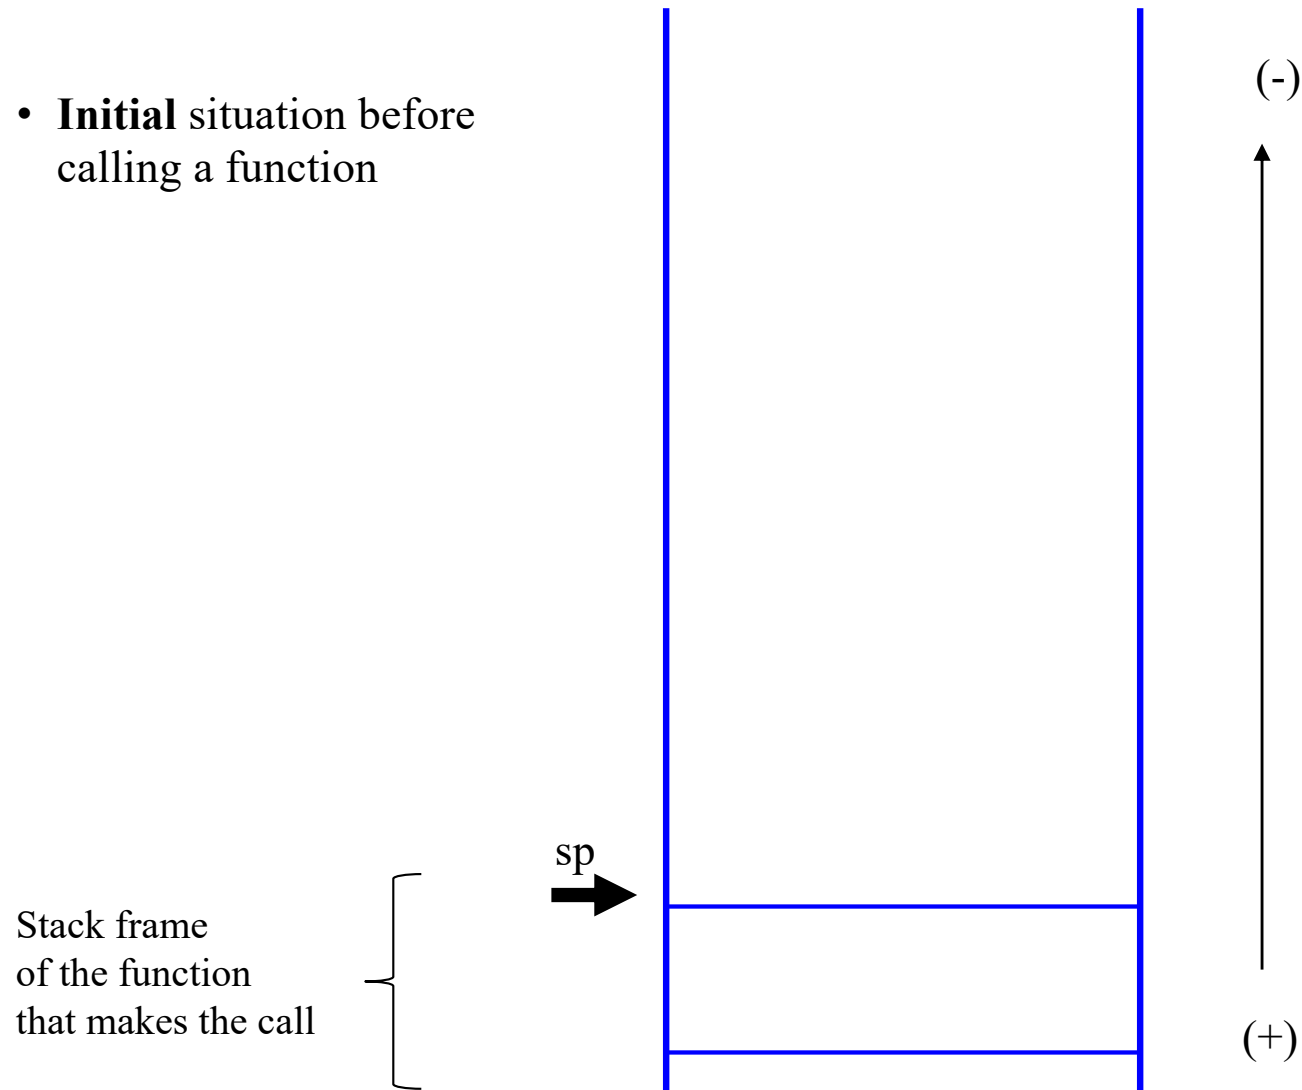 (-)
• Initial situation before
calling a function
sp
Stack frame
of the function
that makes the call
(+)